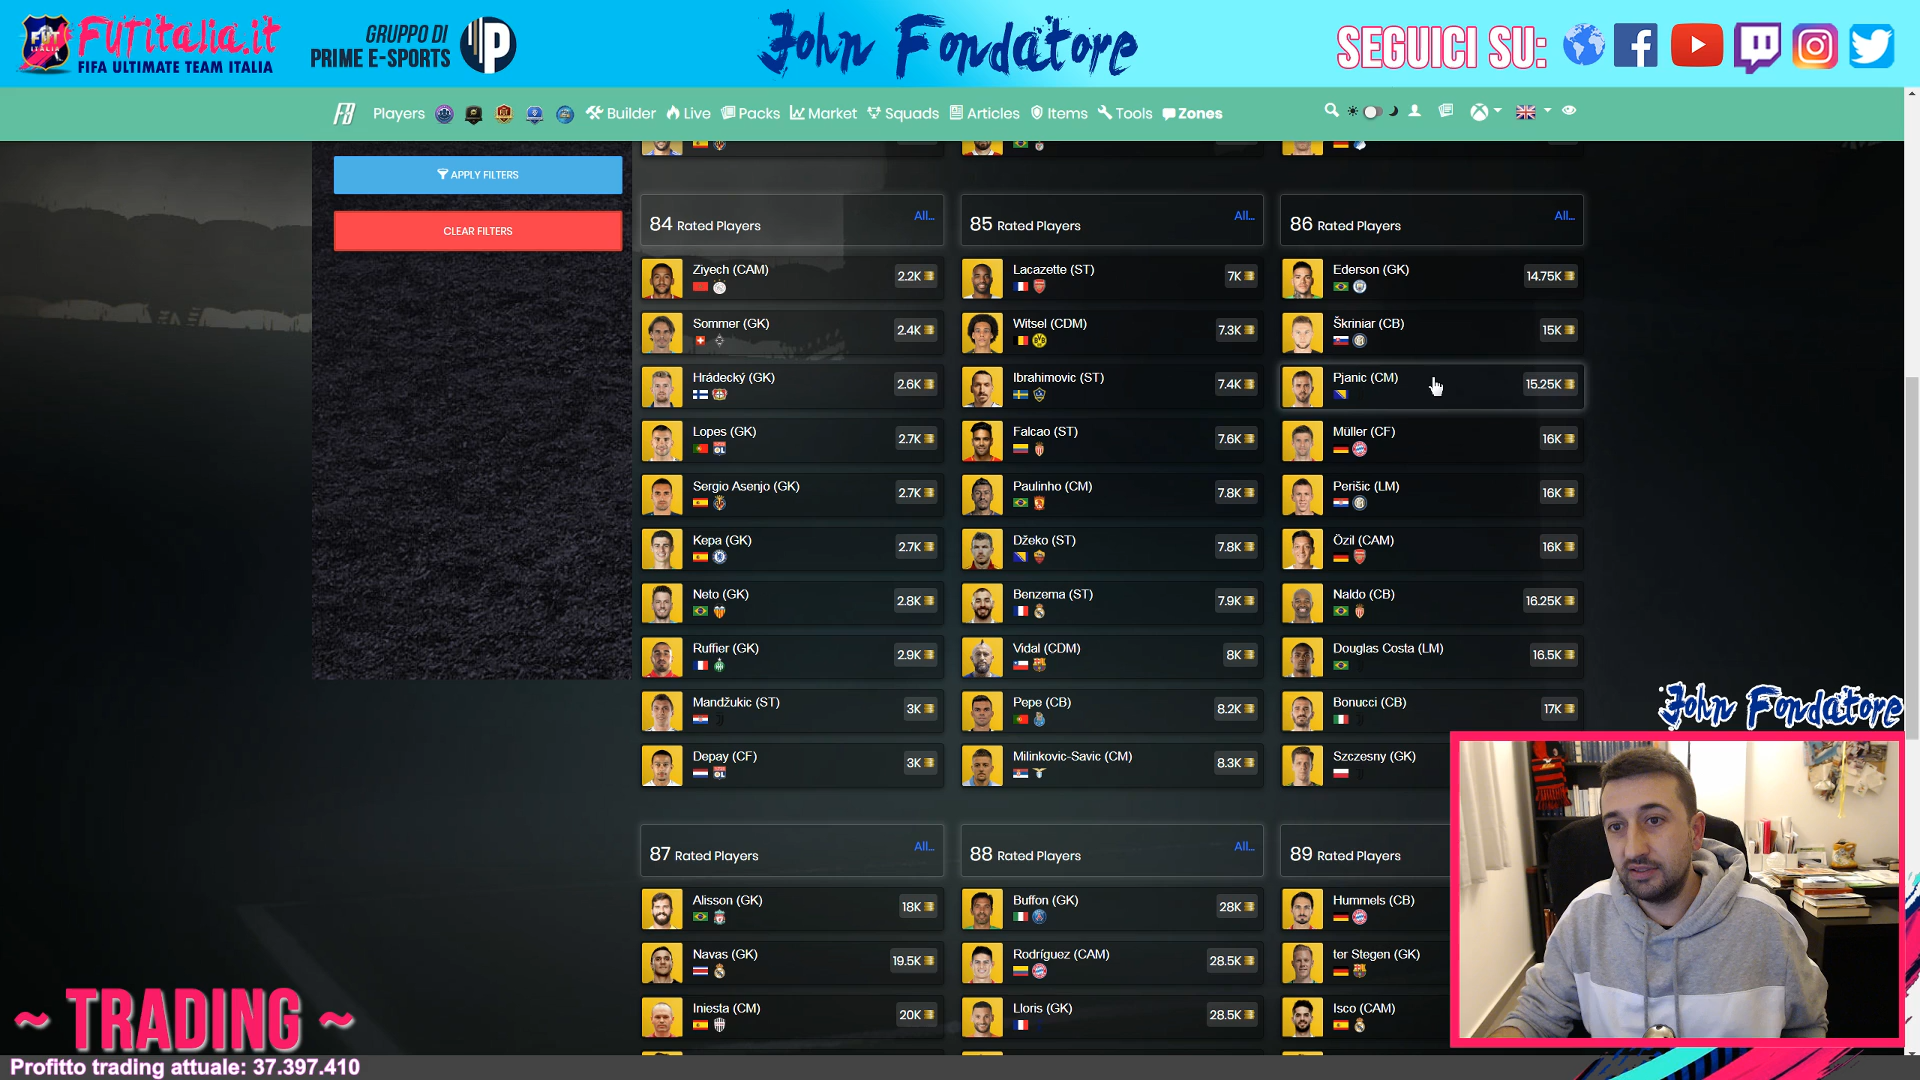 FUTitalia.it
FIFA ULTIMATE TEAM ITALIA
GRUPPO DI
PRIME E-SPORTS
John Fondatore
SEGUICI SU:
Players
Builder
Live
Packs
Market
Squads
Articles
Items
Tools
Zones
APPLY FILTERS
CLEAR FILTERS
84 Rated Players
All...
Ziyech (CAM)
2.2K
Sommer (GK)
2.4K
Hrádecký (GK)
2.6K
Lopes (GK)
2.7K
Sergio Asenjo (GK)
2.7K
Kepa (GK)
2.7K
Neto (GK)
2.8K
Ruffier (GK)
2.9K
Mandžukic (ST)
3K
Depay (CF)
3K
85 Rated Players
All...
Lacazette (ST)
7K
Witsel (CDM)
7.3K
Ibrahimovic (ST)
7.4K
Falcao (ST)
7.6K
Paulinho (CM)
7.8K
Džeko (ST)
7.8K
Benzema (ST)
7.9K
Vidal (CDM)
8K
Pepe (CB)
8.2K
Milinkovic-Savic (CM)
8.3K
86 Rated Players
All...
Ederson (GK)
14.75K
Škriniar (CB)
15K
Pjanic (CM)
15.25K
Müller (CF)
16K
Perišic (LM)
16K
Özil (CAM)
16K
Naldo (CB)
16.25K
Douglas Costa (LM)
16.5K
Bonucci (CB)
17K
Szczesny (GK)
87 Rated Players
All...
Alisson (GK)
18K
Navas (GK)
19.5K
Iniesta (CM)
20K
88 Rated Players
All...
Buffon (GK)
28K
Rodríguez (CAM)
28.5K
Lloris (GK)
28.5K
89 Rated Players
Hummels (CB)
ter Stegen (GK)
Isco (CAM)
John Fondatore
~ TRADING ~
Profitto trading attuale: 37.397.410